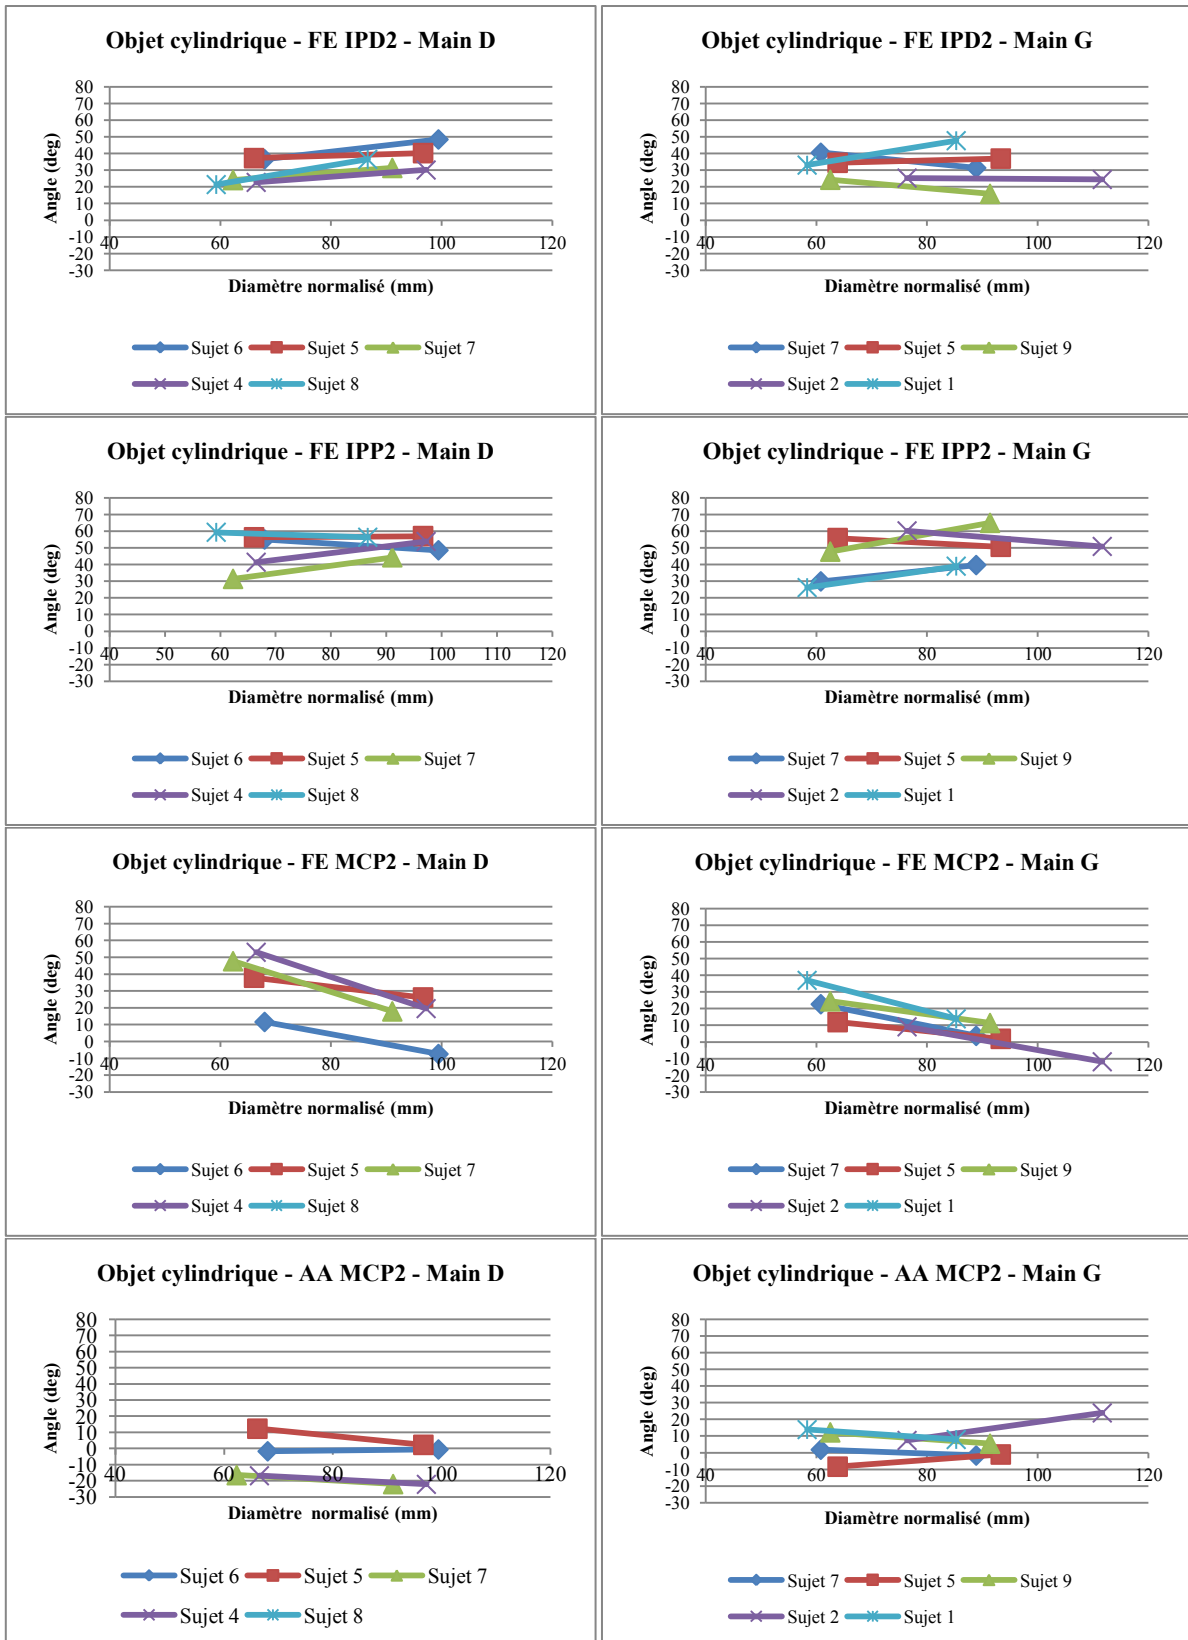 Objet cylindrique - FE IPD2 - Main D
80
70
60
50
40
30
20
10
0
-10
-20
-30
40 60 80 100 120
Angle (deg)
Diamètre normalisé (mm)
Sujet 6 Sujet 5 Sujet 7
Sujet 4 Sujet 8
Objet cylindrique - FE IPD2 - Main G
80
70
60
50
40
30
20
10
0
-10
-20
-30
40 60 80 100 120
Angle (deg)
Diamètre normalisé (mm)
Sujet 7 Sujet 5 Sujet 9
Sujet 2 Sujet 1
Objet cylindrique - FE IPP2 - Main D
80
70
60
50
40
30
20
10
0
-10
-20
-30
40 50 60 70 80 90 100 110 120
Angle (deg)
Diamètre normalisé (mm)
Sujet 6 Sujet 5 Sujet 7
Sujet 4 Sujet 8
Objet cylindrique - FE IPP2 - Main G
80
70
60
50
40
30
20
10
0
-10
-20
-30
40 60 80 100 120
Angle (deg)
Diamètre normalisé (mm)
Sujet 7 Sujet 5 Sujet 9
Sujet 2 Sujet 1
Objet cylindrique - FE MCP2 - Main D
80
70
60
50
40
30
20
10
0
-10
-20
-30
40 60 80 100 120
Angle (deg)
Diamètre normalisé (mm)
Sujet 6 Sujet 5 Sujet 7
Sujet 4 Sujet 8
Objet cylindrique - FE MCP2 - Main G
80
70
60
50
40
30
20
10
0
-10
-20
-30
40 60 80 100 120
Angle (deg)
Diamètre normalisé (mm)
Sujet 7 Sujet 5 Sujet 9
Sujet 2 Sujet 1
Objet cylindrique - AA MCP2 - Main D
80
70
60
50
40
30
20
10
0
-10
-20
-30
40 60 80 100 120
Angle (deg)
Diamètre normalisé (mm)
Sujet 6 Sujet 5 Sujet 7
Sujet 4 Sujet 8
Objet cylindrique - AA MCP2 - Main G
80
70
60
50
40
30
20
10
0
-10
-20
-30
40 60 80 100 120
Angle (deg)
Diamètre normalisé (mm)
Sujet 7 Sujet 5 Sujet 9
Sujet 2 Sujet 1